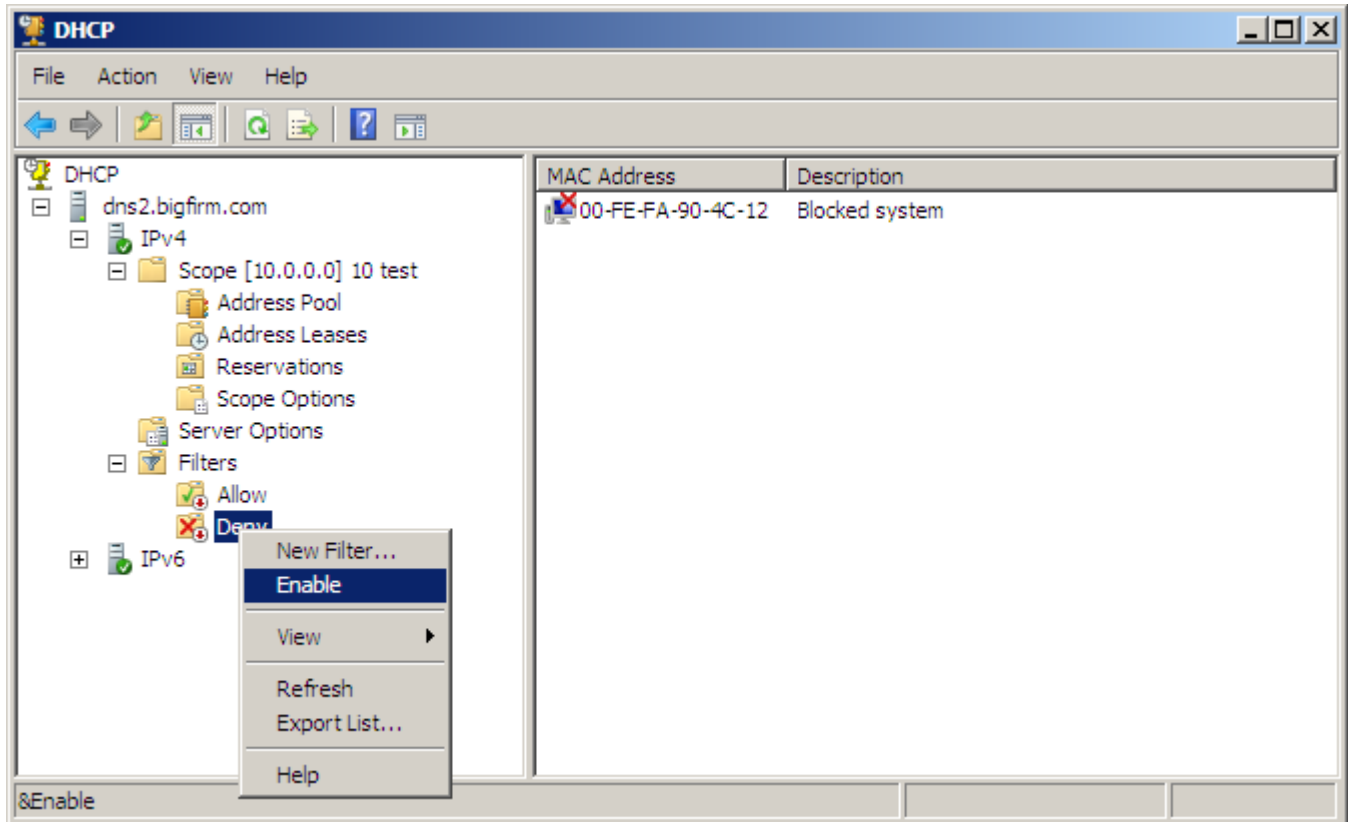 DHCP
File Action View Help
DHCP
dns2.bigfirm.com
IPv4
Scope [10.0.0.0] 10 test
Address Pool
Address Leases
Reservations
Scope Options
Server Options
Filters
Allow
Deny
IPv6
New Filter...
Enable
View
Refresh
Export List...
Help
MAC Address Description
00-FE-FA-90-4C-12 Blocked system
&Enable